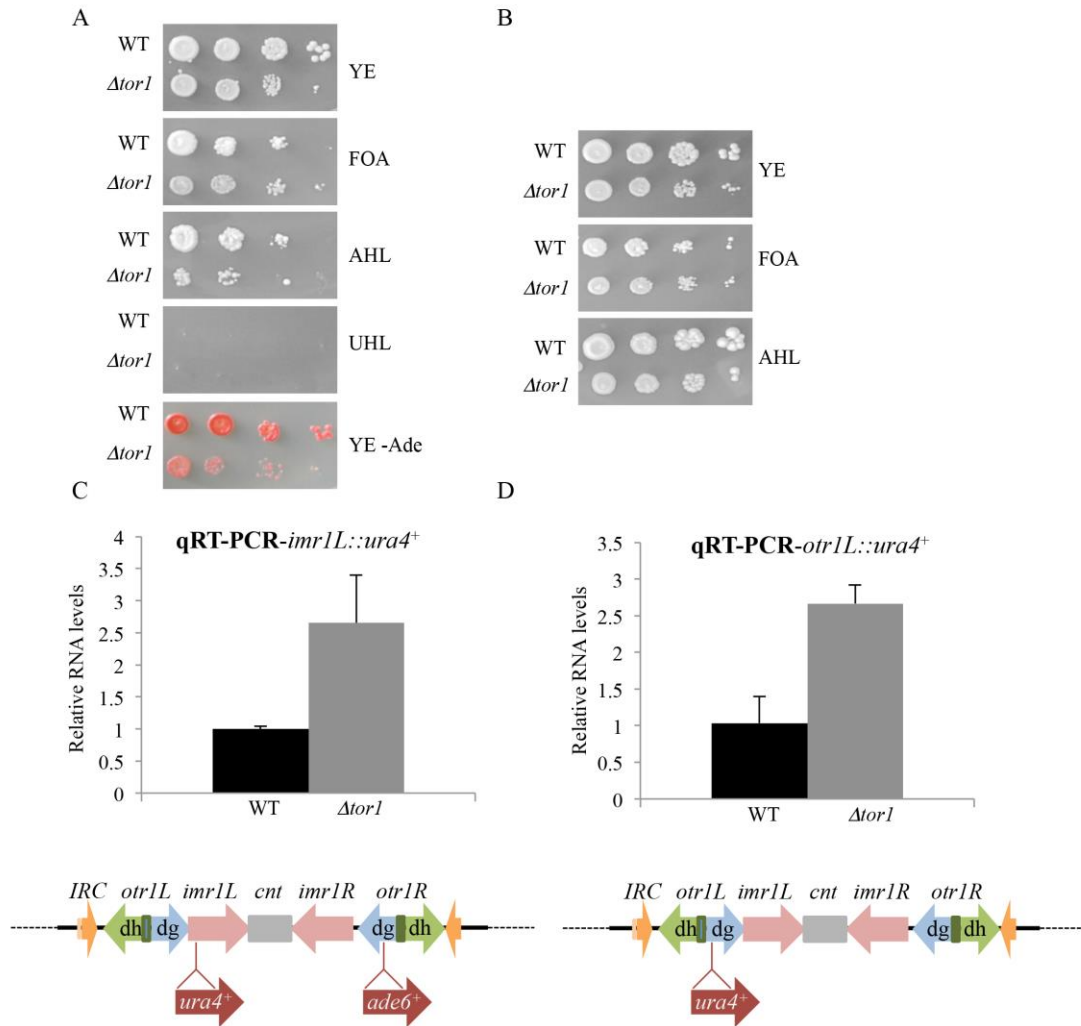 A
WT
Δtor1
YE
WT
Δtor1
FOA
WT
Δtor1
AHL
WT
Δtor1
UHL
WT
Δtor1
YE -Ade
B
WT
Δtor1
YE
WT
Δtor1
FOA
WT
Δtor1
AHL
C
qRT-PCR-imr1L::ura4+
Relative RNA levels
4
3.5
3
2.5
2
1.5
1
0.5
0
WT
Δtor1
D
qRT-PCR-otr1L::ura4+
Relative RNA levels
3.5
3
2.5
2
1.5
1
0.5
0
WT
Δtor1
IRC otr1L imr1L cnt imr1R otr1R
dh dg dg dh
ura4+ ade6+
IRC otr1L imr1L cnt imr1R otr1R
dh dg dg dh
ura4+